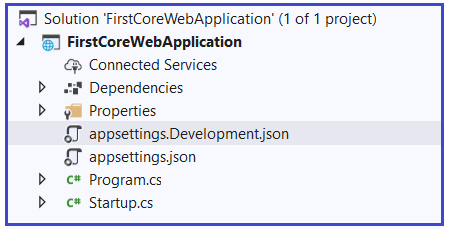 Solution 'FirstCoreWebApplication' (1 of 1 project)
FirstCoreWebApplication
Connected Services
Dependencies
Properties
appsettings.Development.json
appsettings.json
C# Program.cs
C# Startup.cs